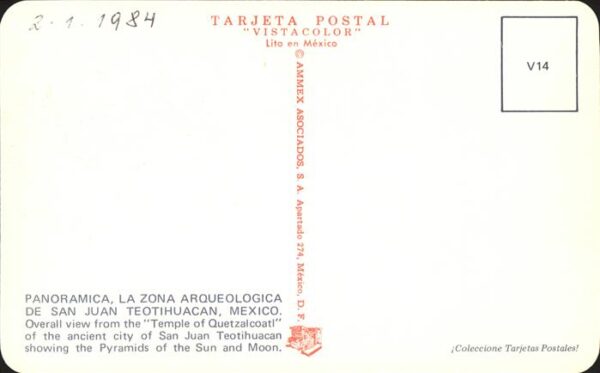 2-1.1984
TARJETA POSTAL
"VISTACOLOR"
Lito en México
© AMMEX ASOCIADOS, S. A. Apartado 274, México, D. F.
V14
PANORAMICA, LA ZONA ARQUEOLOGICA
DE SAN JUAN TEOTIHUACAN, MEXICO.
Overall view from the "Temple of Quetzalcoatl"
of the ancient city of San Juan Teotihuacan
showing the Pyramids of the Sun and Moon.
¡Coleccione Tarjetas Postales!